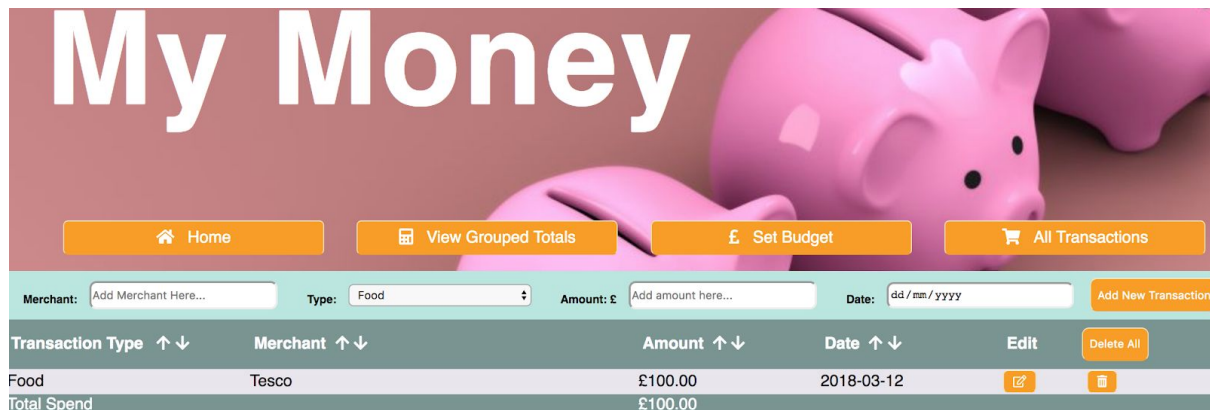 My Money
Home View Grouped Totals £ Set Budget All Transactions
Merchant: Add Merchant Here... Type: Food Amount: £ Add amount here... Date: dd/mm/yyyy Add New Transaction
Transaction Type ↑↓ Merchant ↑↓ Amount ↑↓ Date ↑↓ Edit Delete All
Food Tesco £100.00 2018-03-12
Total Spend £100.00